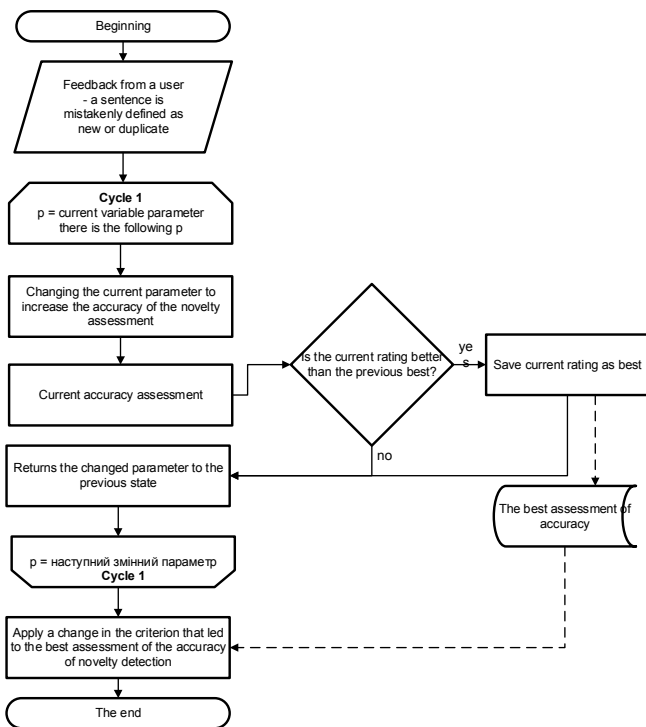 Beginning
Feedback from a user
- a sentence is
mistakenly defined as
new or duplicate
Cycle 1
p = current variable parameter
there is the following p
Changing the current parameter to
increase the accuracy of the novelty
assessment
Current accuracy assessment
Is the current rating better
than the previous best?
ye
s
Save current rating as best
no
Returns the changed parameter to the
previous state
The best assessment of
accuracy
p = наступний змінний параметр
Cycle 1
Apply a change in the criterion that led
to the best assessment of the accuracy
of novelty detection
The end